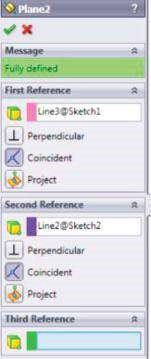 Plane2 ?
Message
Fully defined
First Reference
Line3@Sketch1
Perpendicular
Coincident
Project
Second Reference
Line2@Sketch2
Perpendicular
Coincident
Project
Third Reference